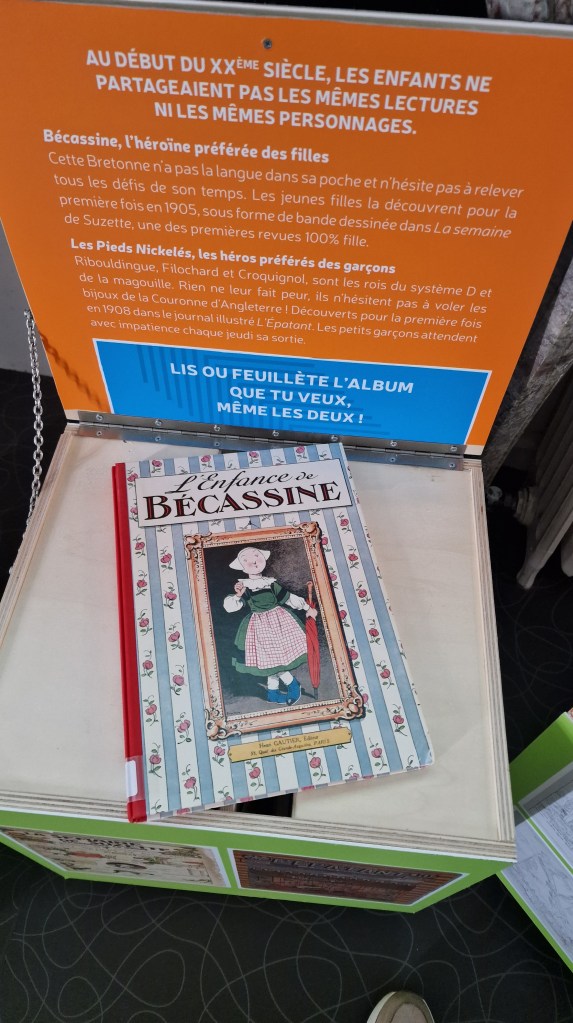 AU DÉBUT DU XXÈME SIÈCLE, LES ENFANTS NE
PARTAGEAIENT PAS LES MÊMES LECTURES
NI LES MÊMES PERSONNAGES.
Bécassine, l'héroïne préférée des filles
Cette Bretonne n'a pas la langue dans sa poche et n'hésite pas à relever
tous les défis de son temps. Les jeunes filles la découvrent pour la
première fois en 1905, sous forme de bande dessinée dans La semaine
de Suzette, une des premières revues 100% fille.
Les Pieds Nickelés, les héros préférés des garçons
Ribouldingue, Filochard et Croquignol, sont les rois du système D et
de la magouille. Rien ne leur fait peur, ils n'hésitent pas à voler les
bijoux de la Couronne d'Angleterre ! Découverts pour la première fois
en 1908 dans le journal illustré L'Epatant. Les petits garçons attendent
avec impatience chaque jeudi sa sortie.
LIS OU FEUILLÈTE L'ALBUM
QUE TU VEUX,
MÊME LES DEUX !
L'Enfance de
BÉCASSINE
GAUTIER, Editeur
PARIS